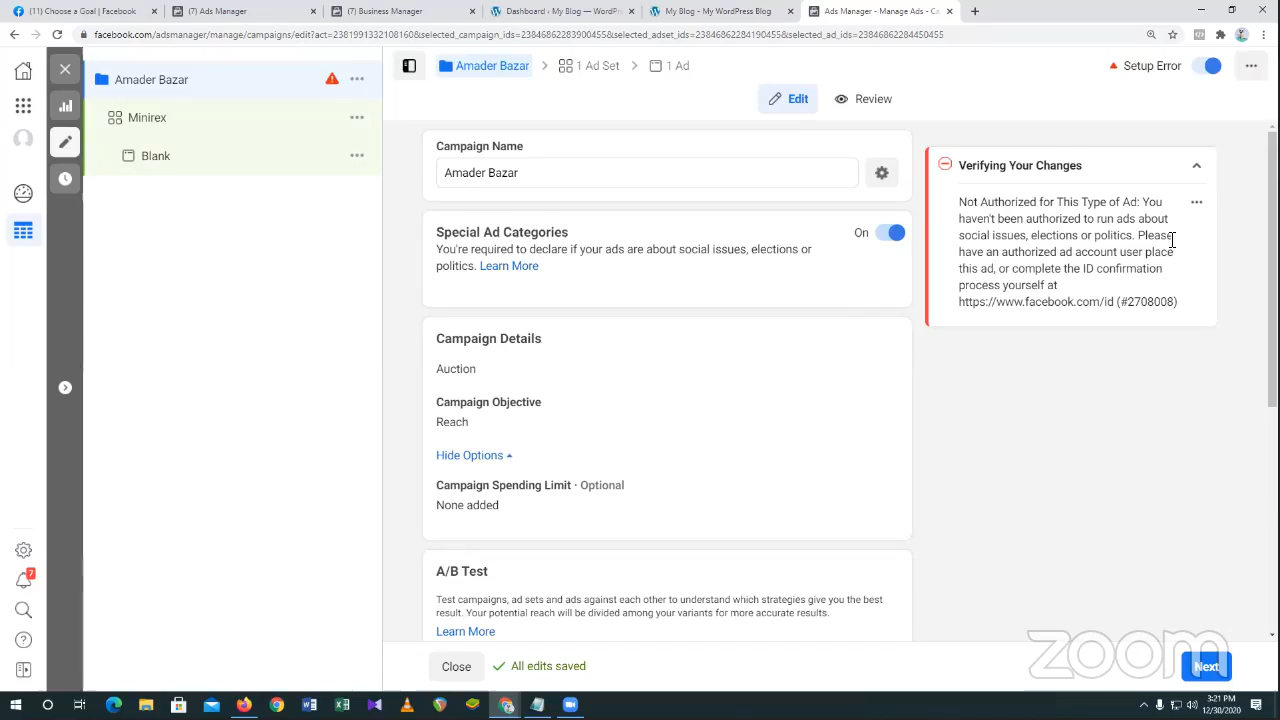 (11) Choose a Goal | Facebook
(7) Ads Manager
(7) Business Manager
Dashboard ‹ My Blog — WordPr
My Blog - My WordPress Blog
Ads Manager - Manage Ads - Ca
facebook.com/adsmanager/manage/campaigns/edit?act=2381991332108160&selected_campaign_ids=23846862839004455&selected_adset_ids=23846862284190455&selected_ad_ids=23846862284450455
Amader Bazar
Minirex
Blank
Amader Bazar
1 Ad Set
1 Ad
Setup Error
Edit
Review
Campaign Name
Amader Bazar
Special Ad Categories
On
You're required to declare if your ads are about social issues, elections or
politics. Learn More
Campaign Details
Auction
Campaign Objective
Reach
Hide Options
Campaign Spending Limit · Optional
None added
A/B Test
Test campaigns, ad sets and ads against each other to understand which strategies give you the best
result. Your potential reach will be divided among your variants for more accurate results.
Learn More
Verifying Your Changes
Not Authorized for This Type of Ad: You
haven't been authorized to run ads about
social issues, elections or politics. Please
have an authorized ad account user place
this ad, or complete the ID confirmation
process yourself at
https://www.facebook.com/id (#2708008)
7
Close
All edits saved
Next
zoom
3:21 PM
12/30/2020